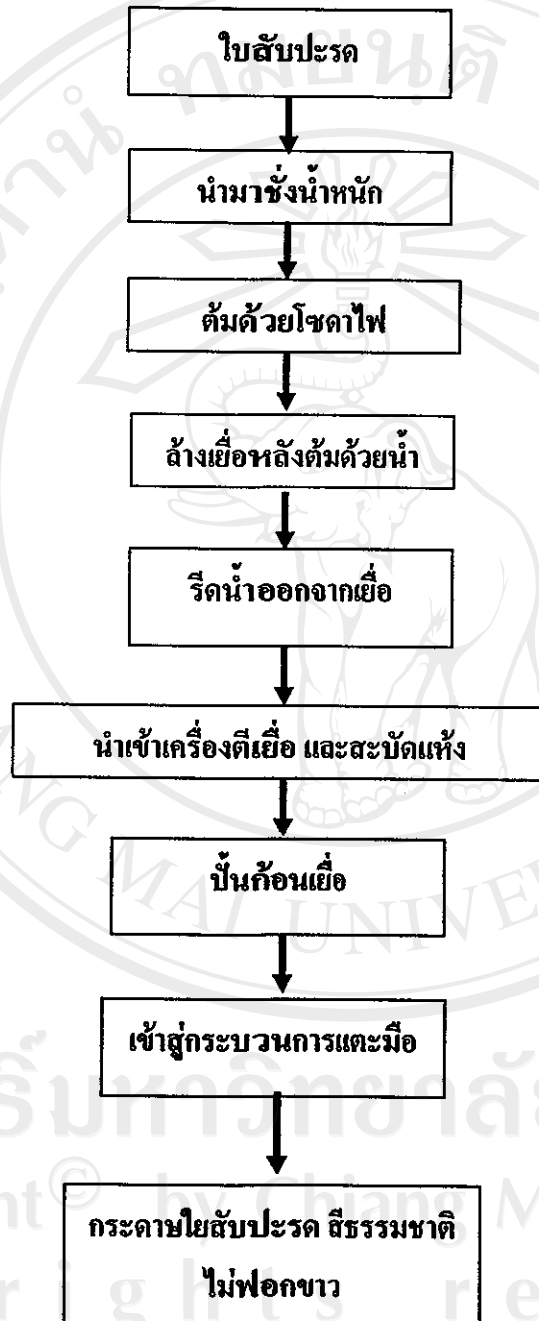 ใบสับปะรด
นำมาชั่งน้ำหนัก
ต้มด้วยโซดาไฟ
ล้างเยื่อหลังต้มด้วยน้ำ
รีดน้ำออกจากเยื่อ
นำเข้าเครื่องตีเยื่อ และสะบัดแห้ง
ปั้นก้อนเยื่อ
เข้าสู่กระบวนการแตะมือ
กระดาษใยสับปะรด สีธรรมชาติ
ไม่ฟอกขาว